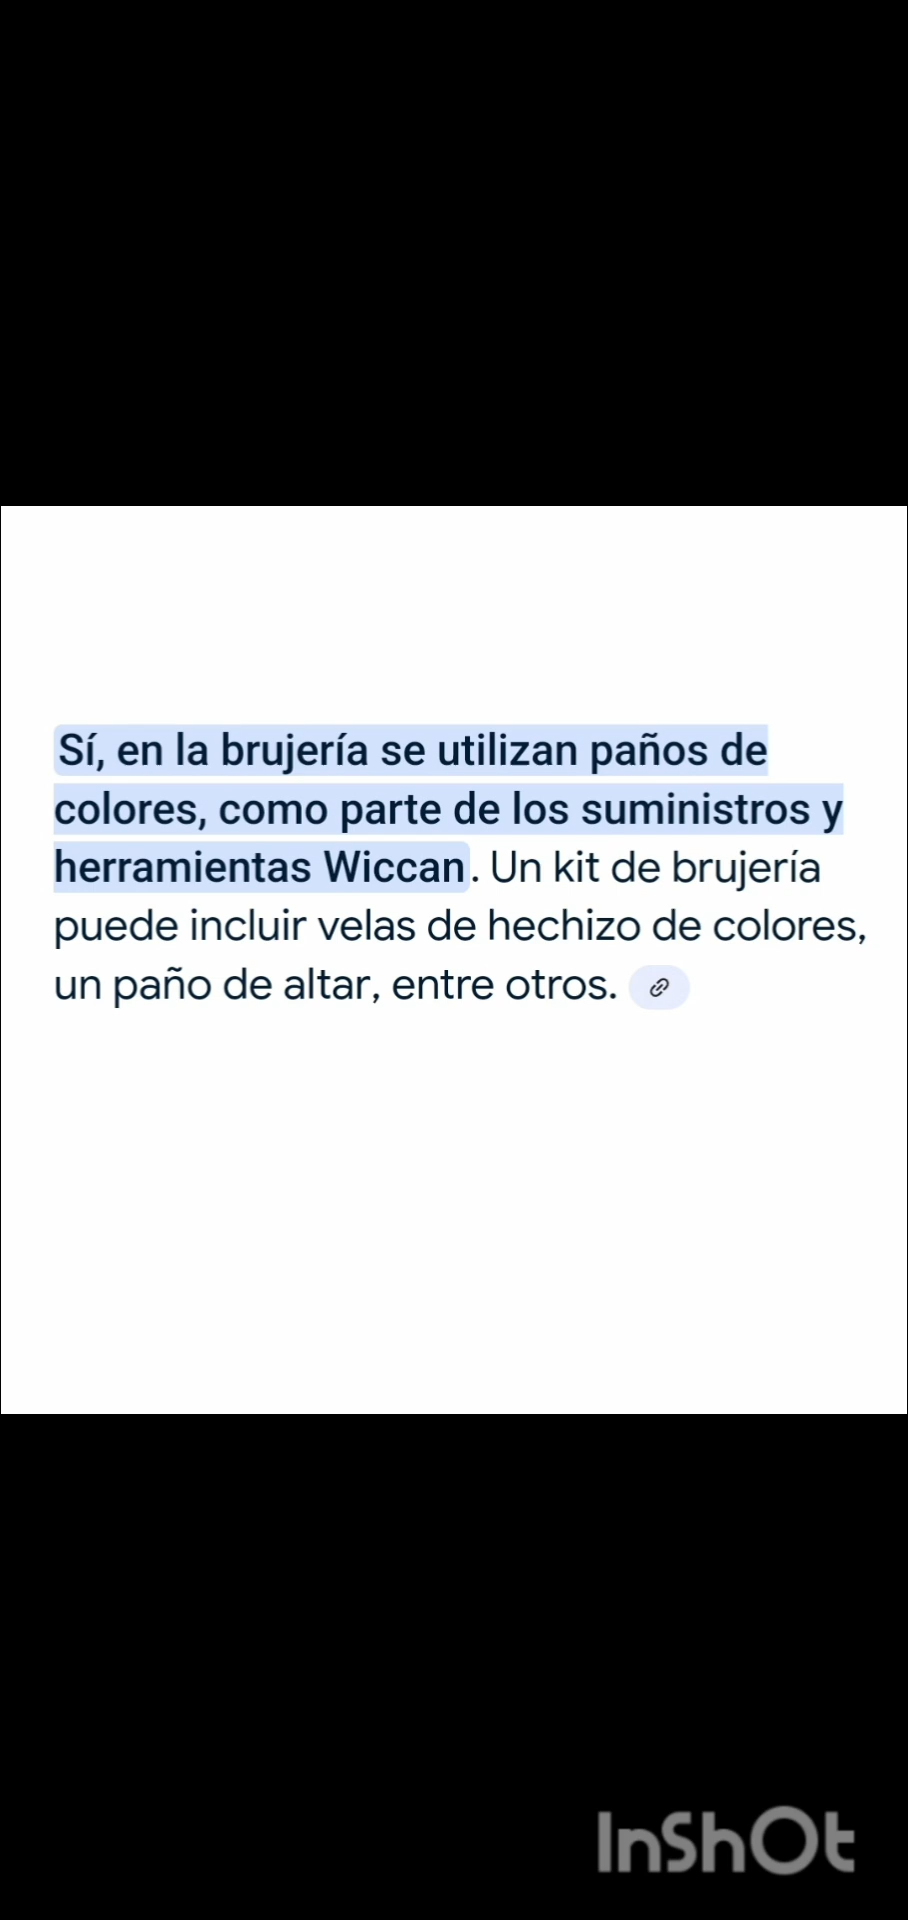 Sí, en la brujería se utilizan paños de
colores, como parte de los suministros y
herramientas Wiccan. Un kit de brujería
puede incluir velas de hechizo de colores,
un paño de altar, entre otros.
InShOt